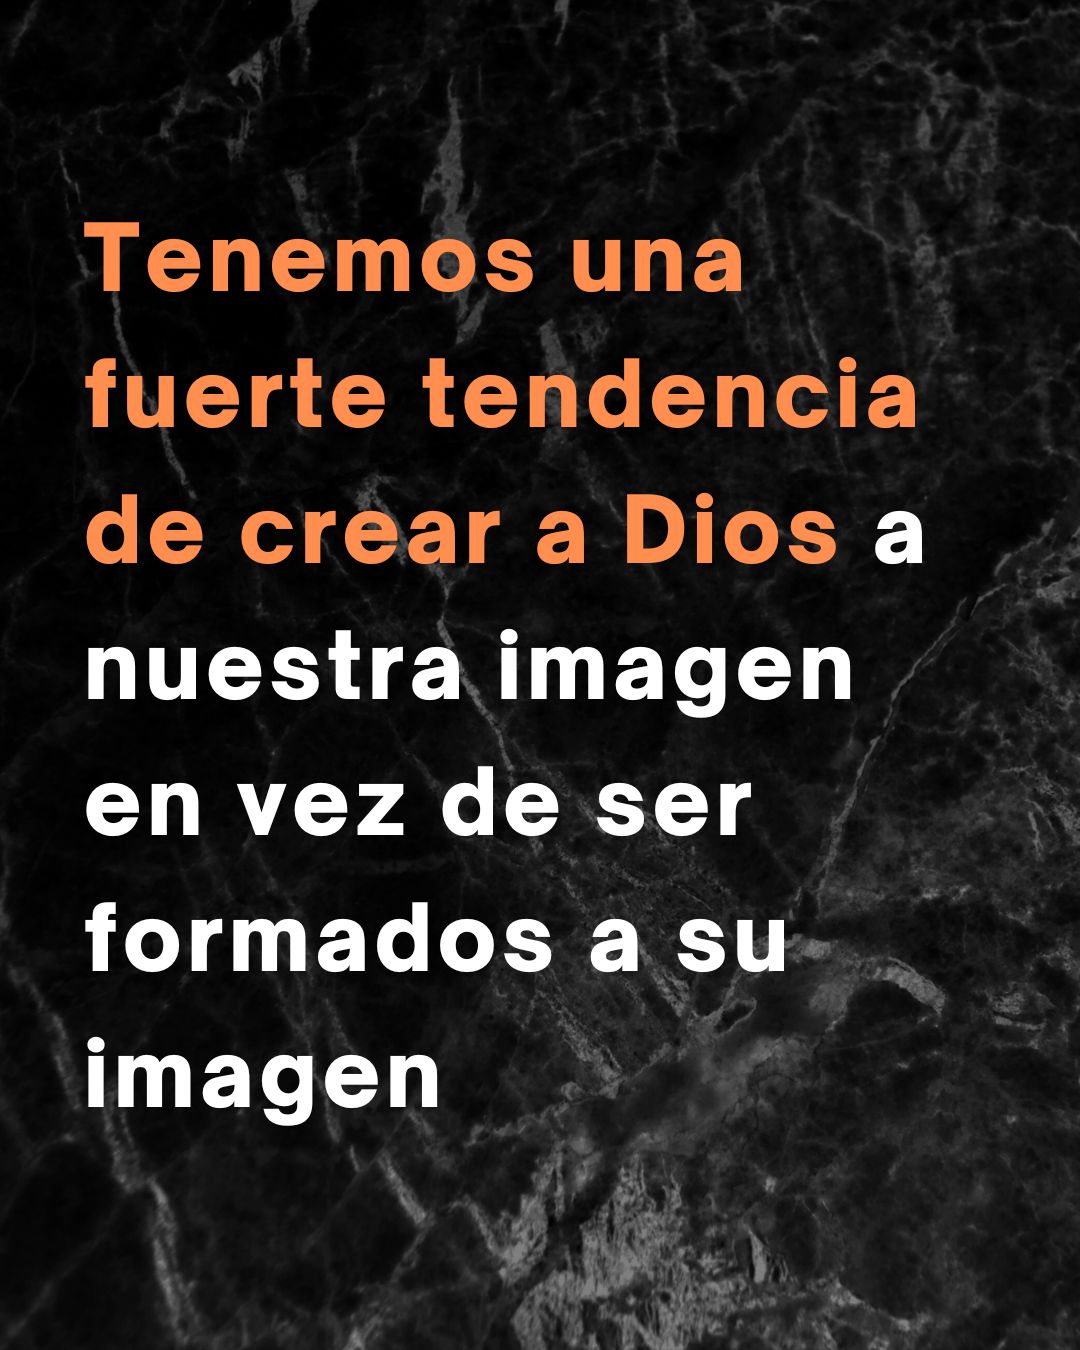 Tenemos una
fuerte tendencia
de crear a Dios a
nuestra imagen
en vez de ser
formados a su
imagen